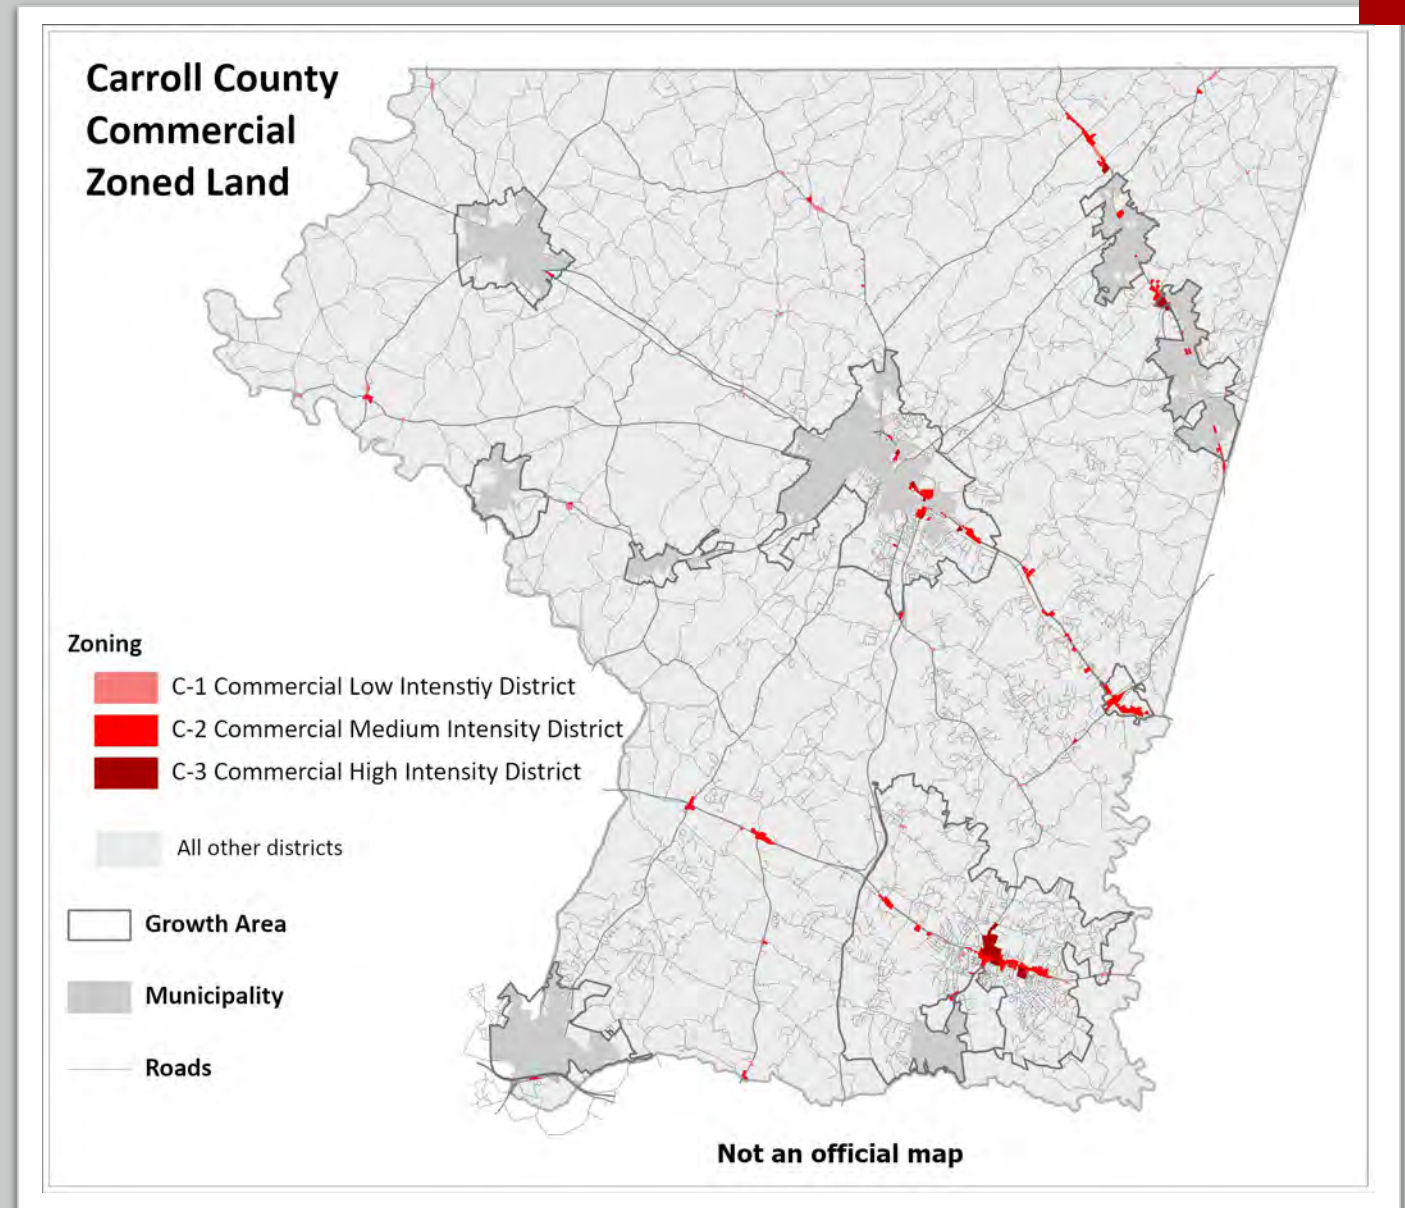 Carroll County
Commercial
Zoned Land
Zoning
C-1 Commercial Low Intenstiy District
C-2 Commercial Medium Intensity District
C-3 Commercial High Intensity District
All other districts
Growth Area
Municipality
Roads
Not an official map